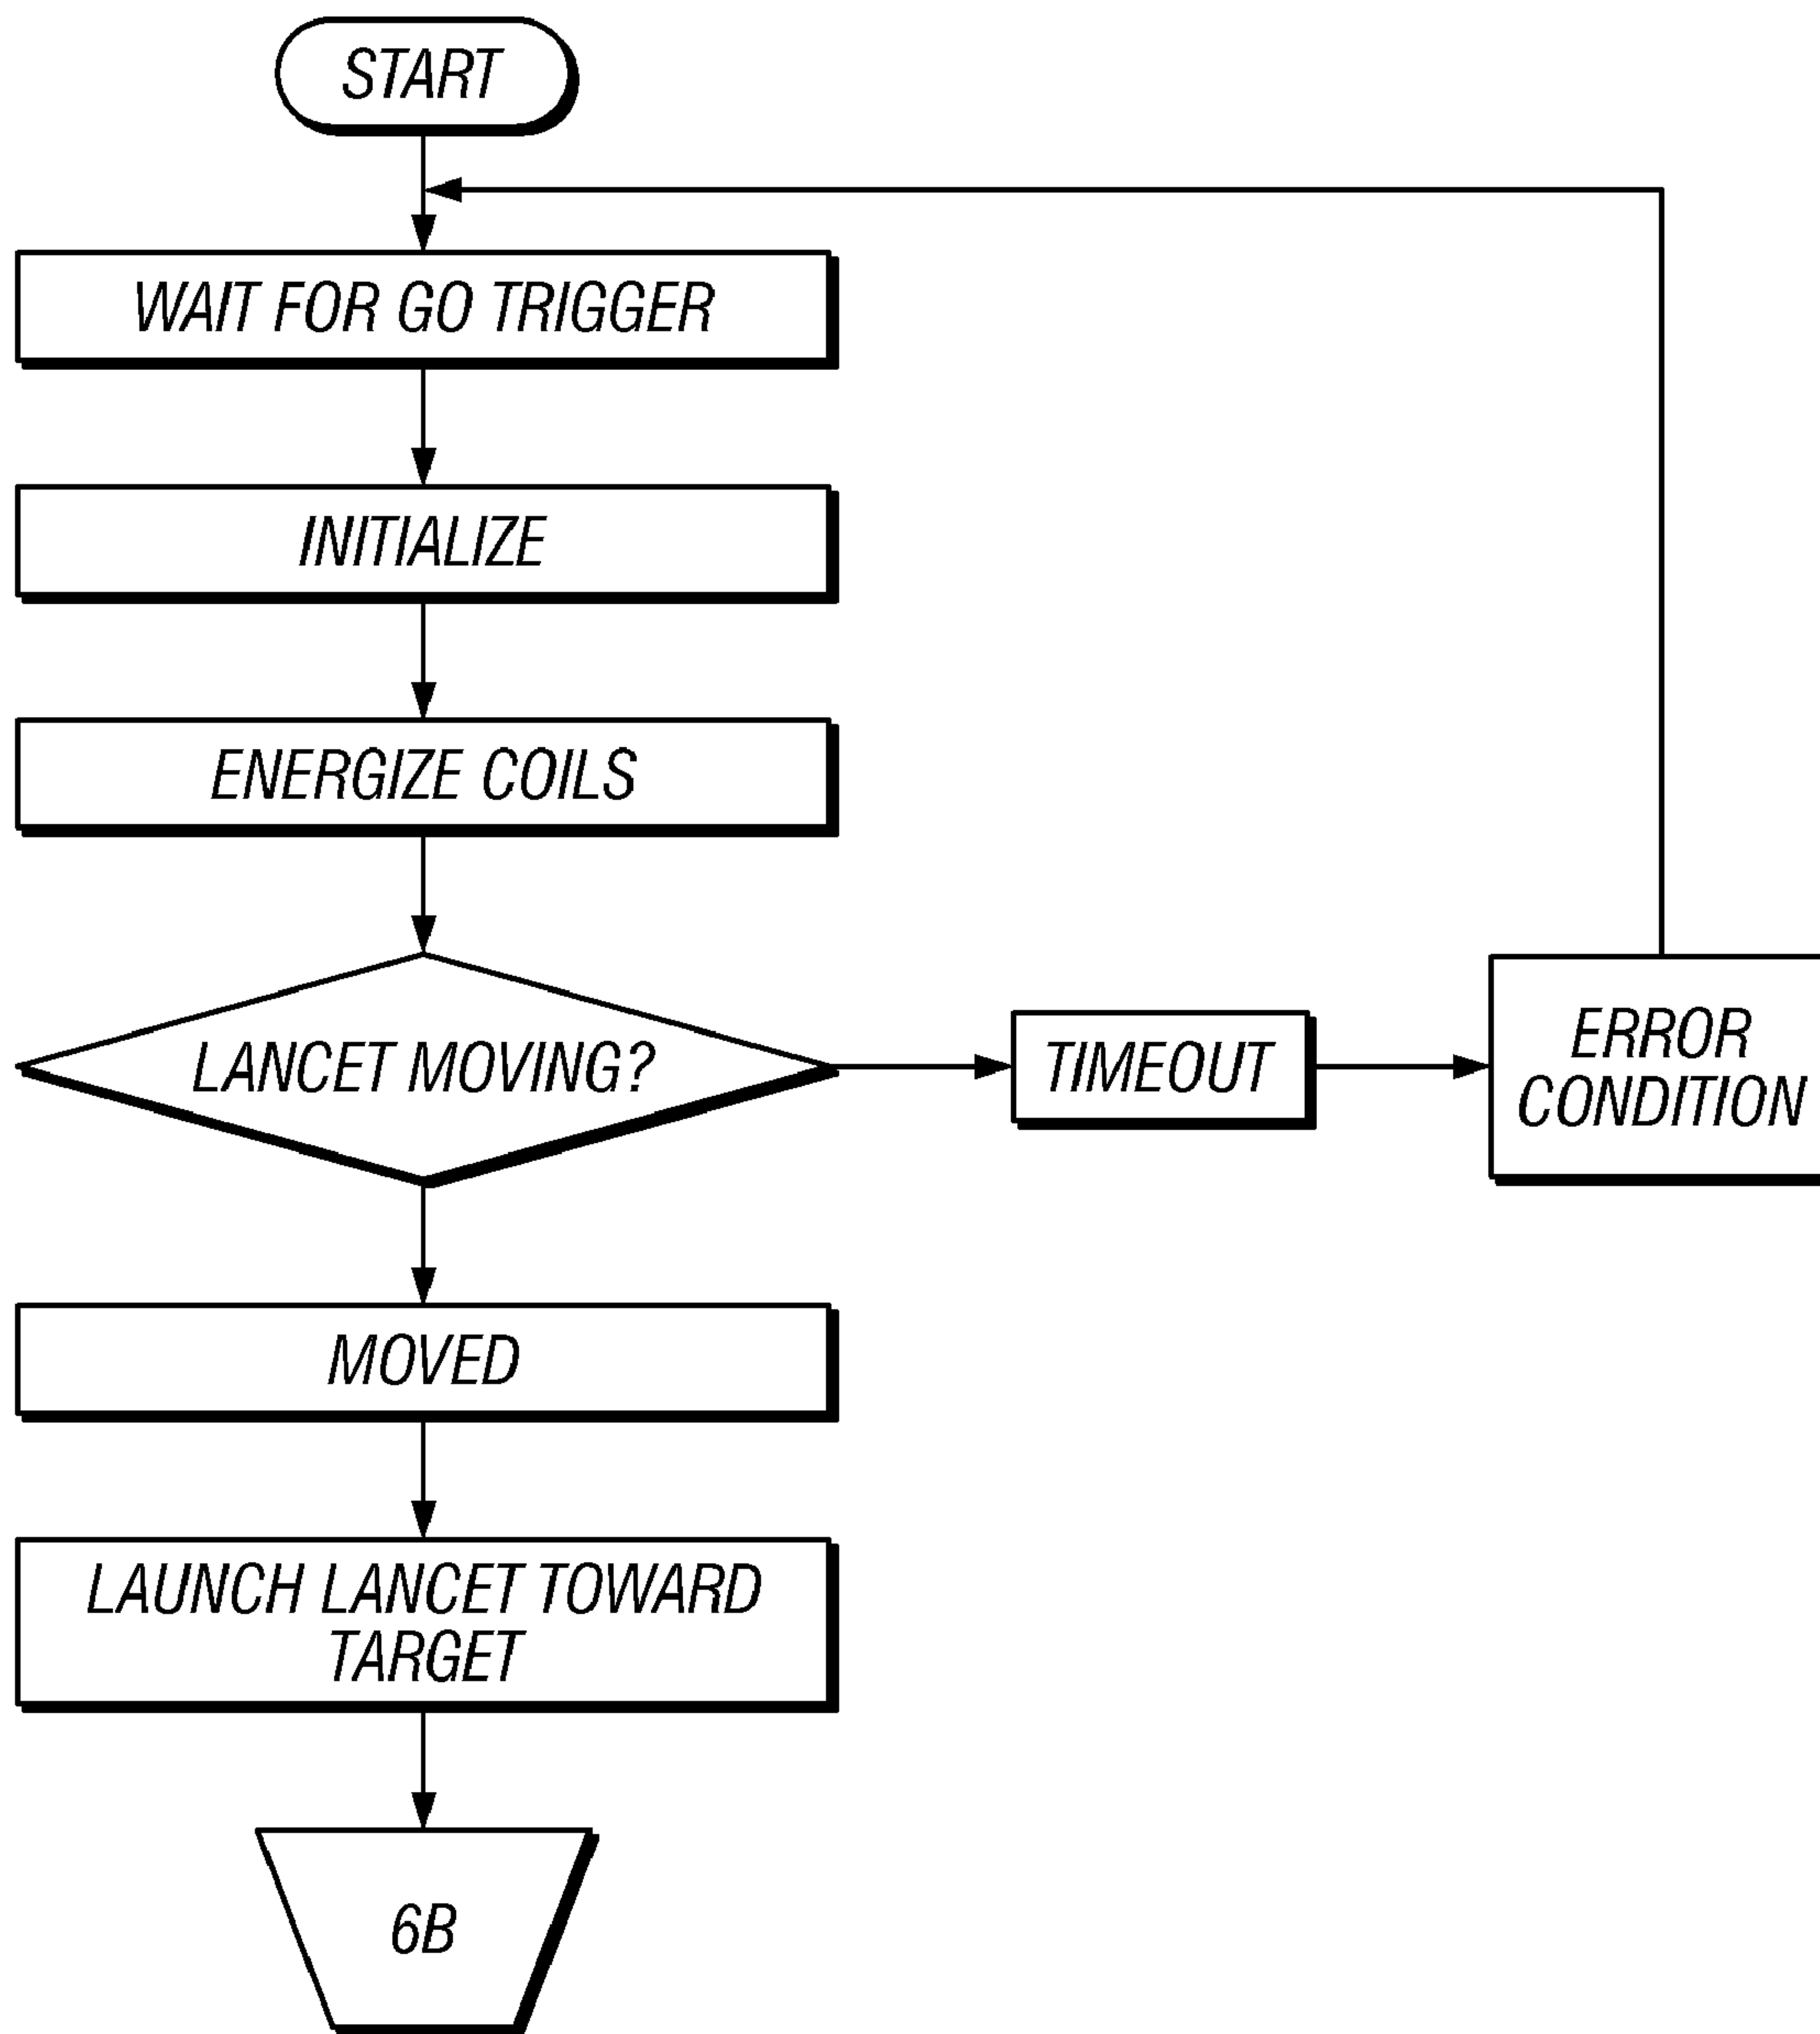 START
WAIT FOR GO TRIGGER
INITIALIZE
ENERGIZE COILS
LANCET MOVING?
TIMEOUT
ERROR
CONDITION
MOVED
LAUNCH LANCET TOWARD
TARGET
6B